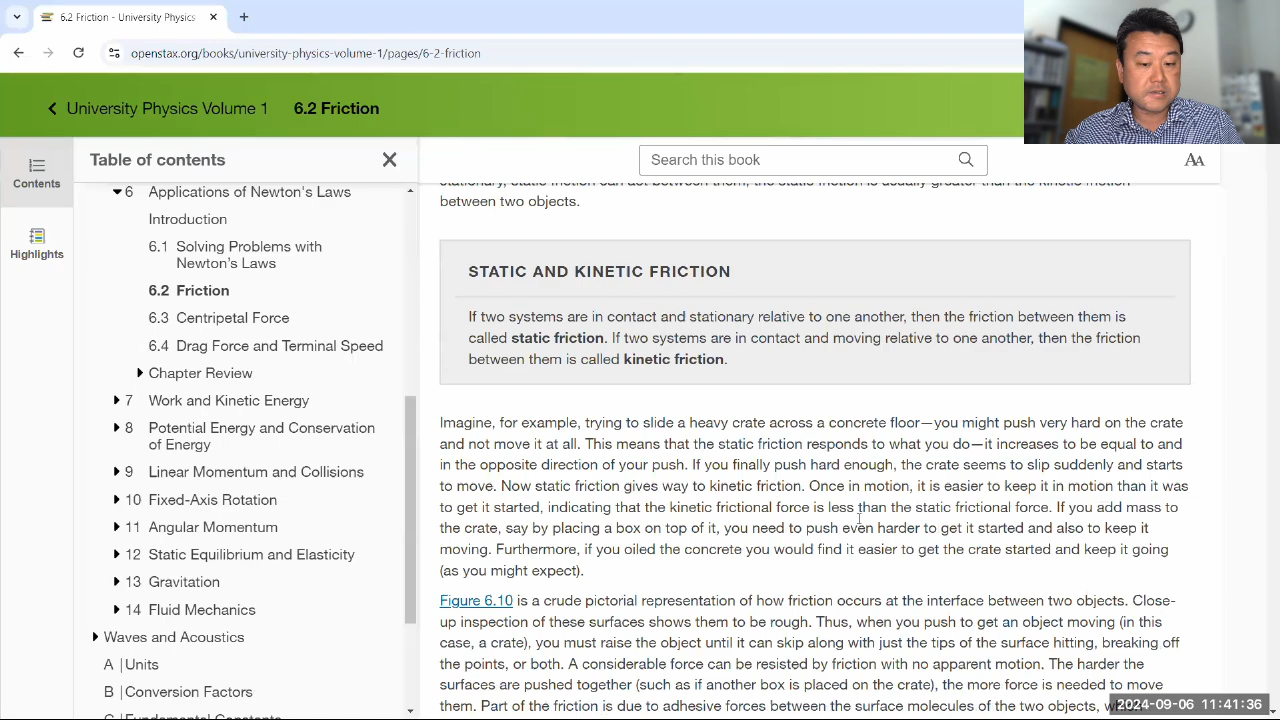 6.2 Friction - University Physics
openstax.org/books/university-physics-volume-1/pages/6-2-friction
University Physics Volume 1 6.2 Friction
Contents
Highlights
Table of contents
6 Applications of Newton's Laws
Introduction
6.1 Solving Problems with
Newton's Laws
6.2 Friction
6.3 Centripetal Force
6.4 Drag Force and Terminal Speed
Chapter Review
7 Work and Kinetic Energy
8 Potential Energy and Conservation
of Energy
9 Linear Momentum and Collisions
10 Fixed-Axis Rotation
11 Angular Momentum
12 Static Equilibrium and Elasticity
13 Gravitation
14 Fluid Mechanics
Waves and Acoustics
A | Units
B | Conversion Factors
C | Fundamental Constants
Search this book
AA
stationary, static friction can act between them; the static friction is usually greater than the kinetic friction
between two objects.
STATIC AND KINETIC FRICTION
If two systems are in contact and stationary relative to one another, then the friction between them is
called static friction. If two systems are in contact and moving relative to one another, then the friction
between them is called kinetic friction.
Imagine, for example, trying to slide a heavy crate across a concrete floor—you might push very hard on the crate
and not move it at all. This means that the static friction responds to what you do—it increases to be equal to and
in the opposite direction of your push. If you finally push hard enough, the crate seems to slip suddenly and starts
to move. Now static friction gives way to kinetic friction. Once in motion, it is easier to keep it in motion than it was
to get it started, indicating that the kinetic frictional force is less than the static frictional force. If you add mass to
the crate, say by placing a box on top of it, you need to push even harder to get it started and also to keep it
moving. Furthermore, if you oiled the concrete you would find it easier to get the crate started and keep it going
(as you might expect).
Figure 6.10 is a crude pictorial representation of how friction occurs at the interface between two objects. Close-
up inspection of these surfaces shows them to be rough. Thus, when you push to get an object moving (in this
case, a crate), you must raise the object until it can skip along with just the tips of the surface hitting, breaking off
the points, or both. A considerable force can be resisted by friction with no apparent motion. The harder the
surfaces are pushed together (such as if another box is placed on the crate), the more force is needed to move
them. Part of the friction is due to adhesive forces between the surface molecules of the two objects,
2024-09-06 11:41:36